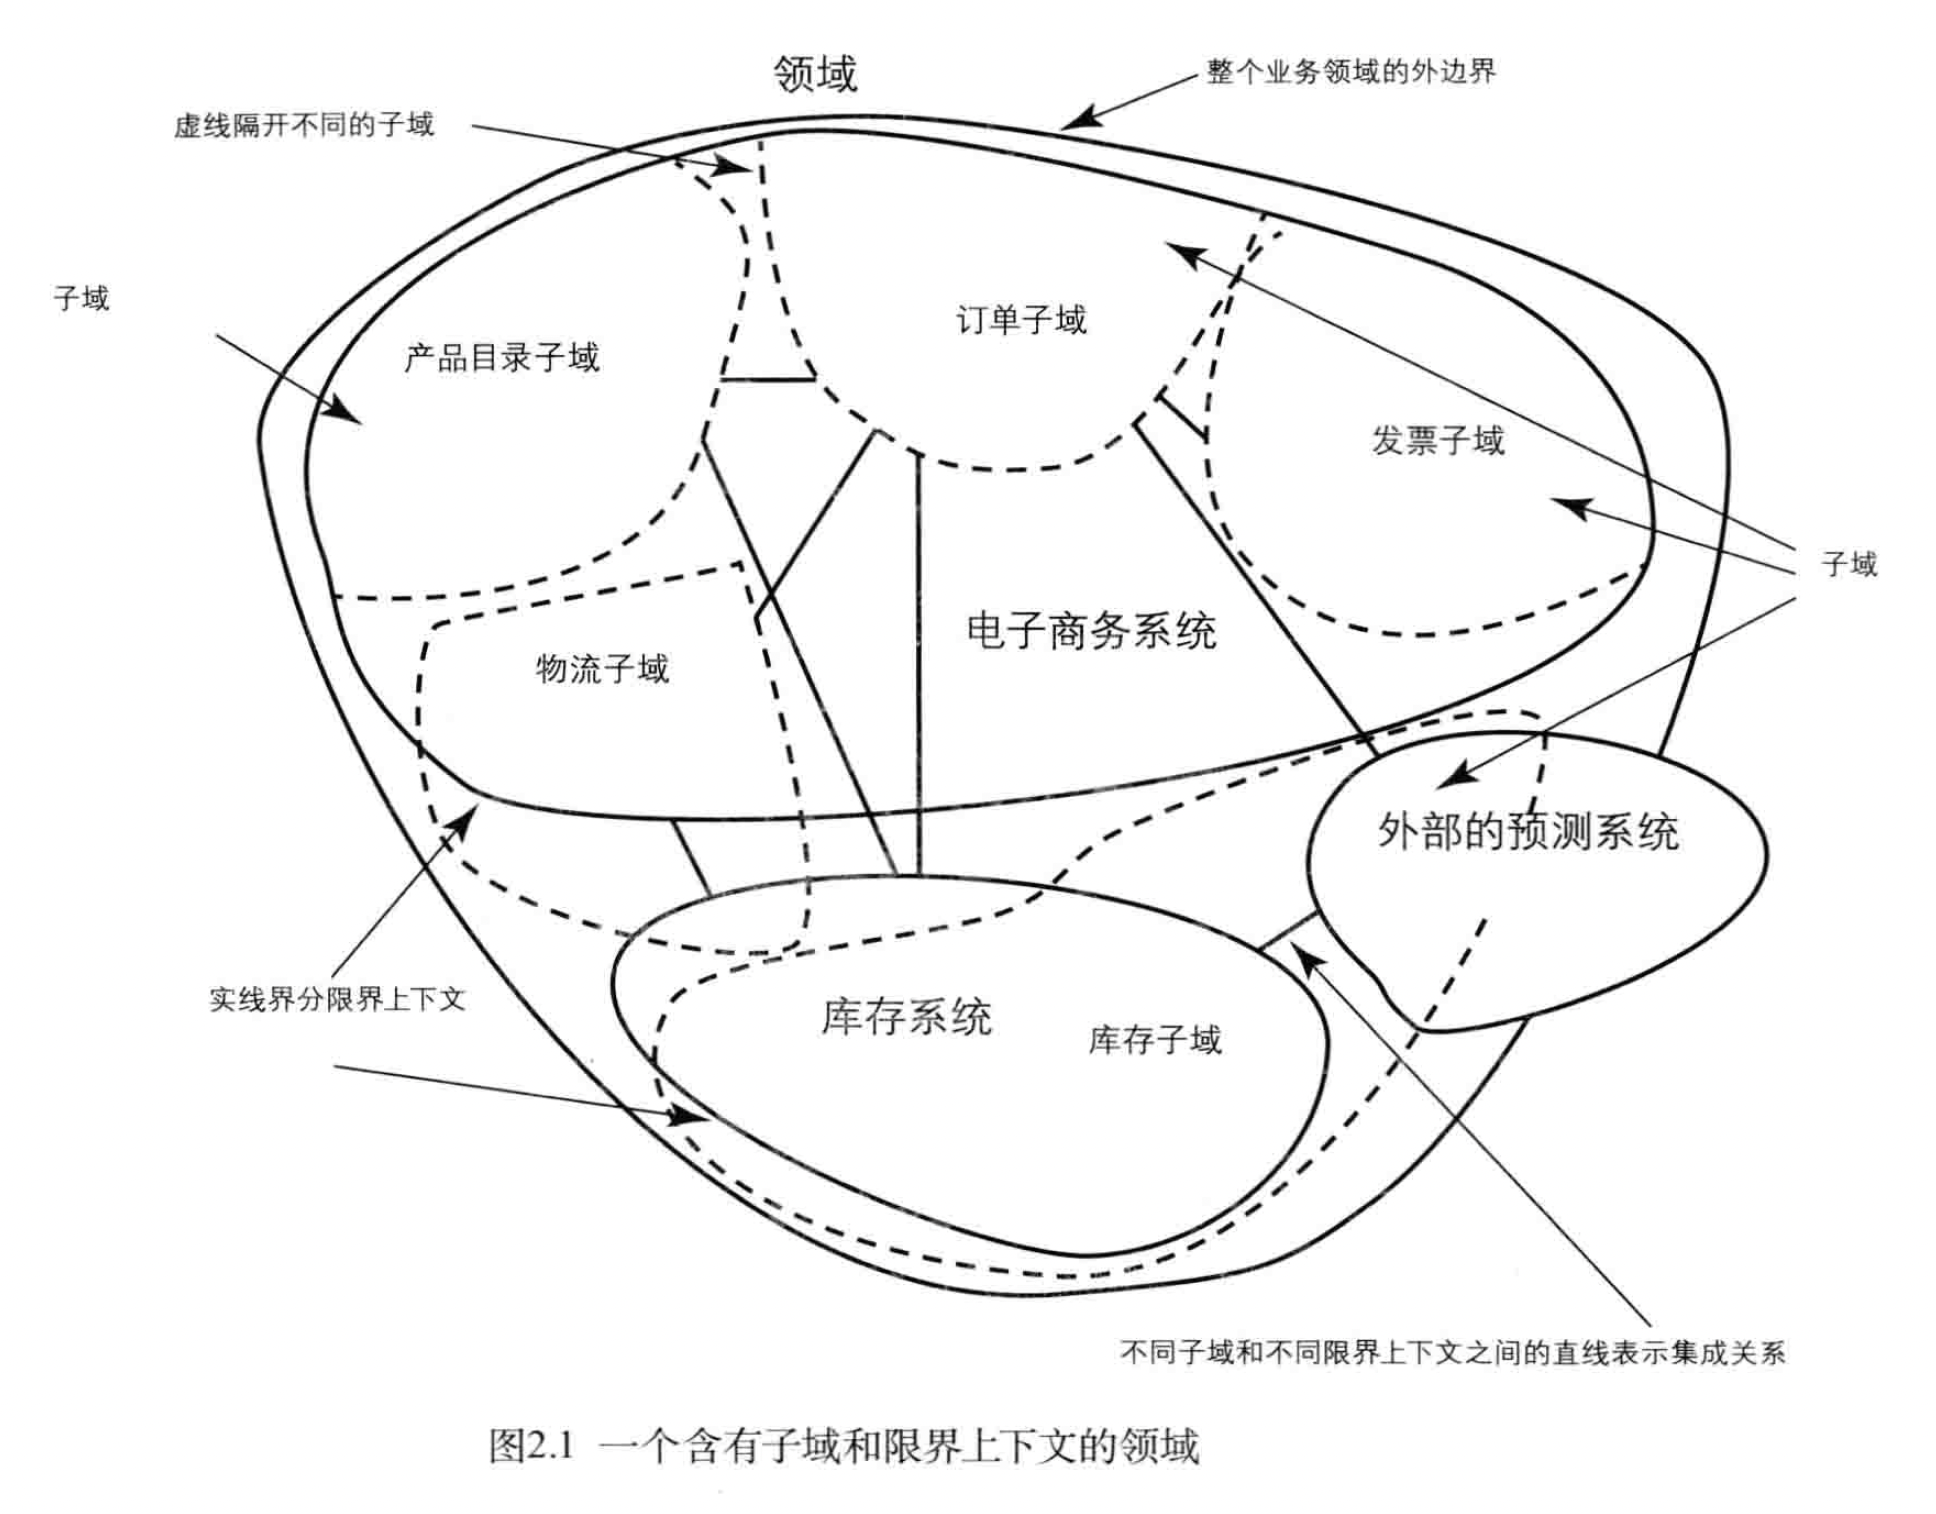 领域
整个业务领域的外边界
虚线隔开不同的子域
子域
订单子域
产品目录子域
发票子域
子域
电子商务系统
物流子域
外部的预测系统
实线界分限界上下文
库存系统
库存子域
不同子域和不同限界上下文之间的直线表示集成关系
图2.1 一个含有子域和限界上下文的领域